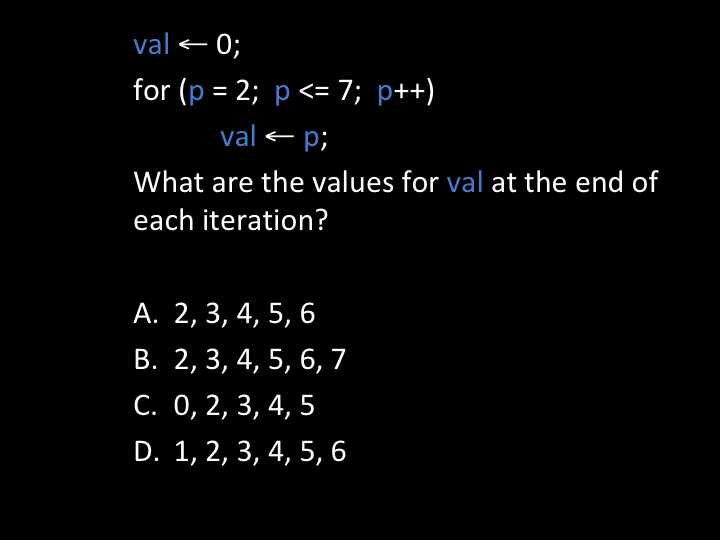 val ← 0;
for (p = 2; p <= 7; p++)
val ← p;
What are the values for val at the end of
each iteration?
A. 2, 3, 4, 5, 6
B. 2, 3, 4, 5, 6, 7
C. 0, 2, 3, 4, 5
D. 1, 2, 3, 4, 5, 6